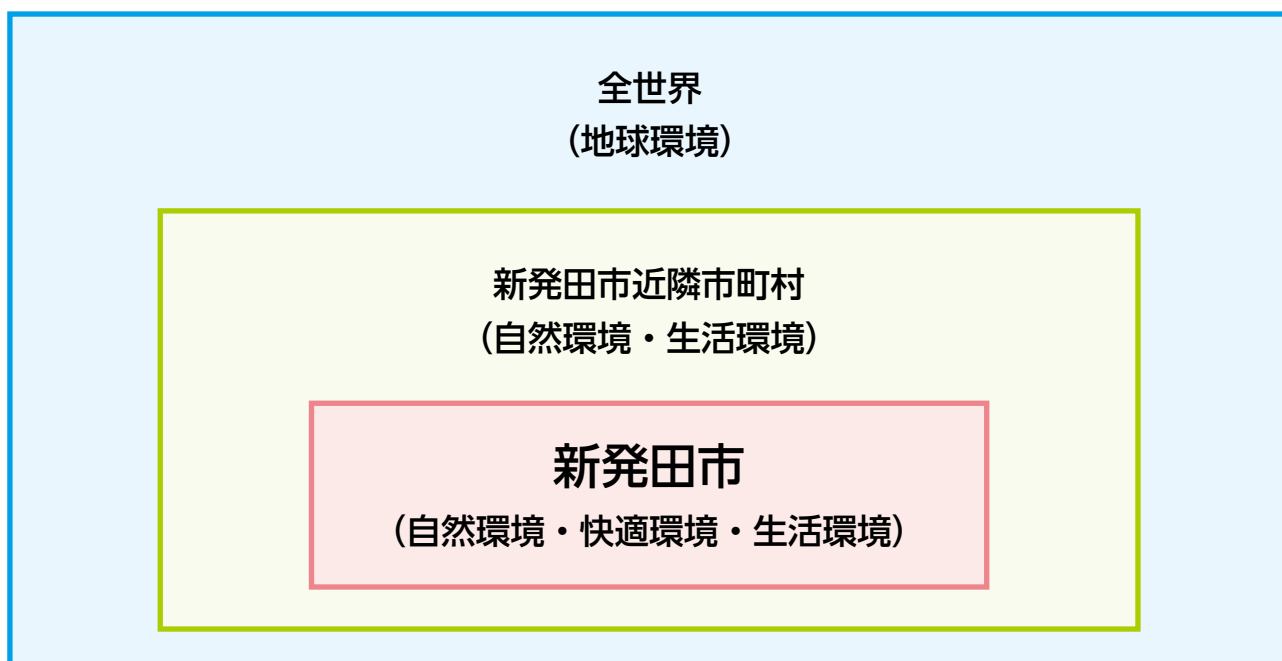 全世界
（地球環境）
新発田市近隣市町村
（自然環境・生活環境）
新発田市
（自然環境・快適環境・生活環境）